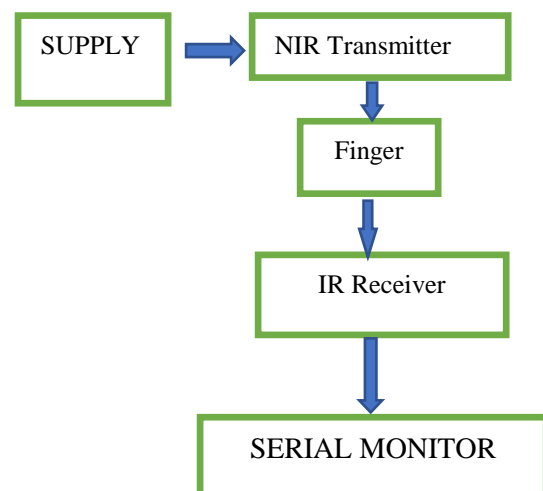 SUPPLY
NIR Transmitter
Finger
IR Receiver
SERIAL MONITOR